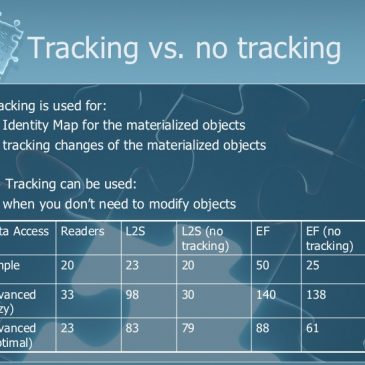 Tracking vs. no tracking
acking is used for:
Identity Map for the materialized objects
tracking changes of the materialized objects
Tracking can be used:
when you don't need to modify objects
ta Access Readers L2S L2S (no tracking) EF EF (no tracking)
mple 20 23 20 50 25
vanced zy) 33 98 30 140 138
vanced ptimal) 23 83 79 88 61